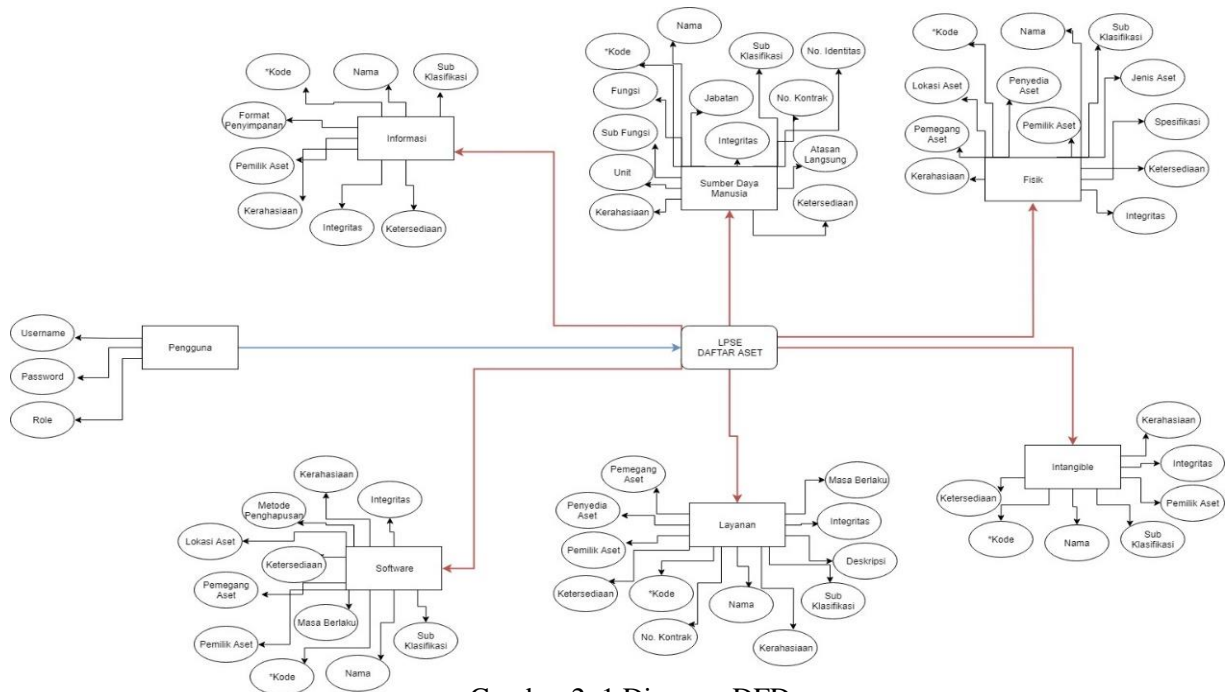 *Kode
Nama
Sub
Klasifikasi
Format
Penyimpanan
Informasi
Pemilik Aset
Kerahasiaan
Integritas
Ketersediaan
Nama
*Kode
Sub
Klasifikasi
No. Identitas
Fungsi
Jabatan
No. Kontrak
Sub Fungsi
Integritas
Atasan
Langsung
Unit
Sumber Daya
Manusia
Kerahasiaan
Ketersediaan
*Kode
Nama
Sub
Klasifikasi
Lokasi Aset
Penyedia
Aset
Jenis Aset
Pemegang
Aset
Pemilik Aset
Spesifikasi
Kerahasiaan
Fisik
Ketersediaan
Integritas
Username
Password
Role
Pengguna
LPSE
DAFTAR ASET
Kerahasiaan
Intangible
Integritas
Ketersediaan
Pemilik Aset
*Kode
Nama
Sub
Klasifikasi
Kerahasiaan
Integritas
Metode
Penghapusan
Lokasi Aset
Ketersediaan
Software
Pemegang
Aset
Masa Berlaku
Pemilik Aset
Sub
Klasifikasi
*Kode
Nama
Pemegang
Aset
Masa Berlaku
Penyedia
Aset
Layanan
Integritas
Pemilik Aset
Deskripsi
Ketersediaan
*Kode
Nama
Sub
Klasifikasi
No. Kontrak
Kerahasiaan